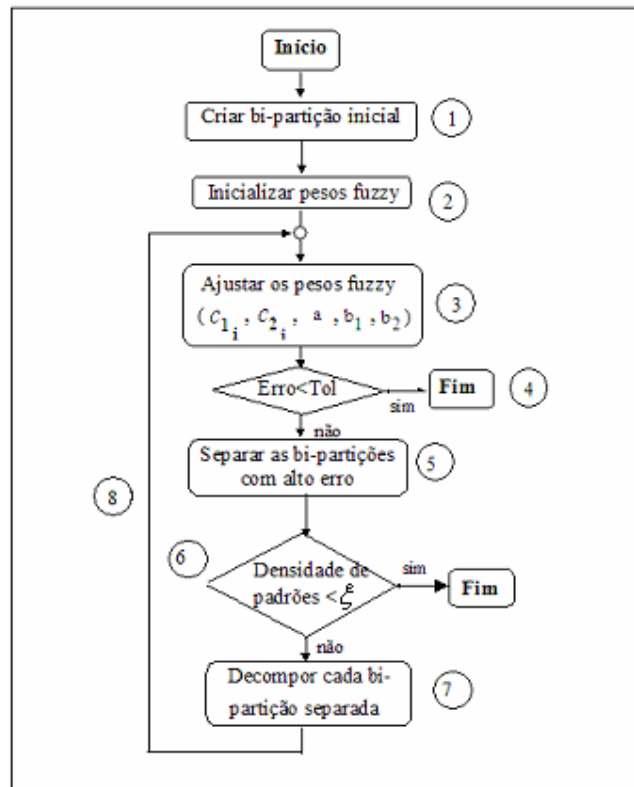 Início
Criar bi-partição inicial
1
Inicializar pesos fuzzy
2
Ajustar os pesos fuzzy
(C1i, C2i, a, b1, b2)
3
Erro<Tol
sim
Fim
4
não
Separar as bi-partições
com alto erro
5
8
6
Densidade de
padrões <ξ
sim
Fim
não
Decompor cada bi-
partição separada
7